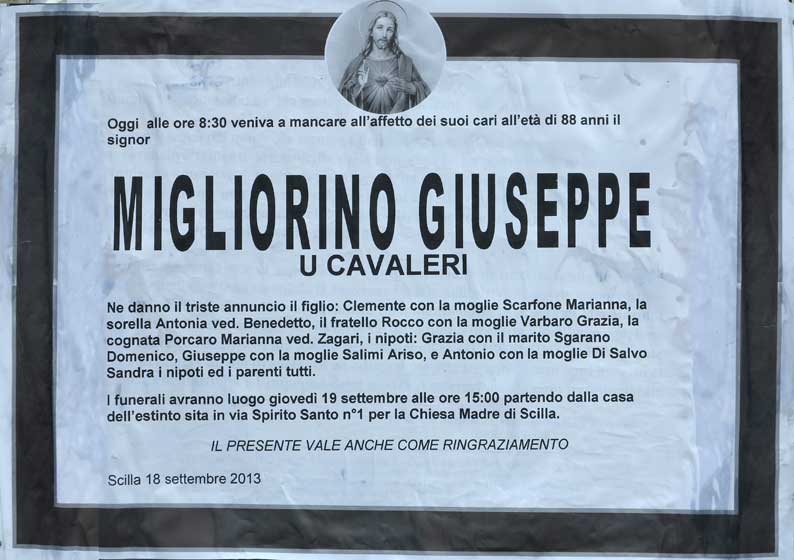 Oggi alle ore 8:30 veniva a mancare all'affetto dei suoi cari all'età di 88 anni il
signor
MIGLIORINO GIUSEPPE
U CAVALERI
Ne danno il triste annuncio il figlio: Clemente con la moglie Scarfone Marianna, la
sorella Antonia ved. Benedetto, il fratello Rocco con la moglie Varbaro Grazia, la
cognata Porcaro Marianna ved. Zagari, i nipoti: Grazia con il marito Sgarano
Domenico, Giuseppe con la moglie Salimi Ariso, e Antonio con la moglie Di Salvo
Sandra i nipoti ed i parenti tutti.
I funerali avranno luogo giovedì 19 settembre alle ore 15:00 partendo dalla casa
dell'estinto sita in via Spirito Santo n°1 per la Chiesa Madre di Scilla.
IL PRESENTE VALE ANCHE COME RINGRAZIAMENTO
Scilla 18 settembre 2013